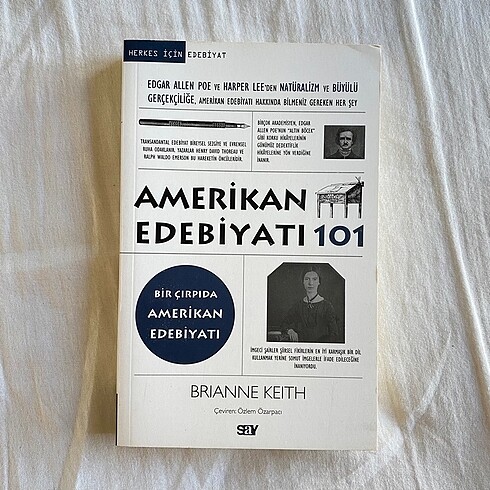 HERKES İÇİN EDEBİYAT
EDGAR ALLEN POE VE HARPER LEE'DEN NATÜRALİZM VE BÜYÜLÜ
GERÇEKÇİLİĞE, AMERİKAN EDEBİYATI HAKKINDA BİLMENİZ GEREKEN HER ŞEY
TRANSANDANTAL EDEBİYAT BİREYSEL SEZGİYE VE EVRENSEL
RUHA ODAKLANIR. YAZARLAR HENRY DAVID THOREAU VE
RALPH WALDO EMERSON BU HAREKETİN ÖNCÜLERİDİR.
BİRÇOK AKADEMİSYEN, EDGAR
ALLEN POE'NUN "ALTIN BÖCEK"
GİBİ KORKU HİKÂYELERİNİN
GÜNÜMÜZ DEDEKTİFLİK
HİKÂYELERİNE YÖN VERDİĞİNE
İNANIR.
AMERİKAN
EDEBİYATI 101
BİR ÇIRPIDA
AMERİKAN
EDEBİYATI
İMGECİ ŞAİRLER ŞİİRSEL FİKİRLERİN EN İYİ KARMAŞIK BİR DİL
KULLANMAK YERİNE SOMUT İMGELERLE İFADE EDİLECEĞİNE
İNANIYORDU.
BRIANNE KEITH
Çeviren: Özlem Özarpacı
say